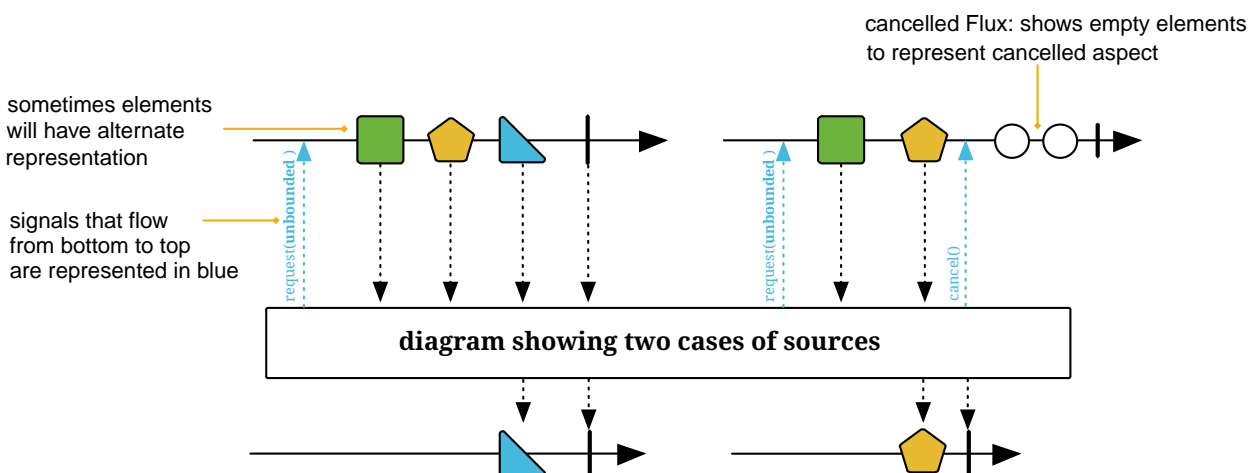 cancelled Flux: shows empty elements
to represent cancelled aspect
sometimes elements
will have alternate
representation
signals that flow
from bottom to top
are represented in blue
request(unbounded )
request(unbounded )
cancel()
diagram showing two cases of sources